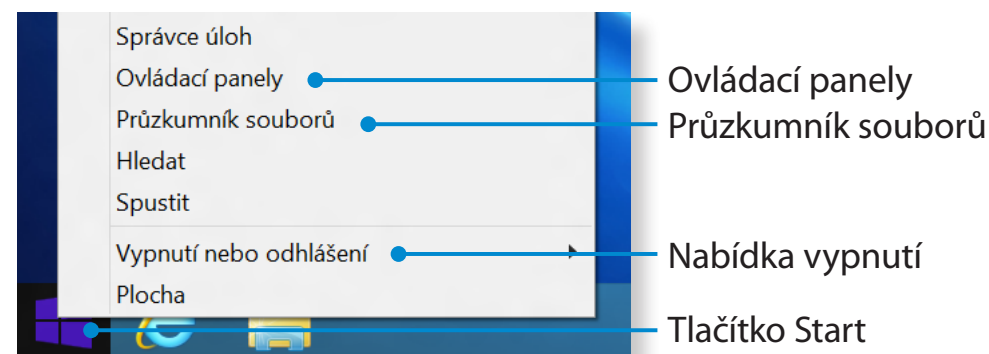 Správce úloh
Ovládací panely
Průzkumník souborů
Hledat
Spustit
Vypnutí nebo odhlášení
Plocha
Ovládací panely
Průzkumník souborů
Nabídka vypnutí
Tlačítko Start